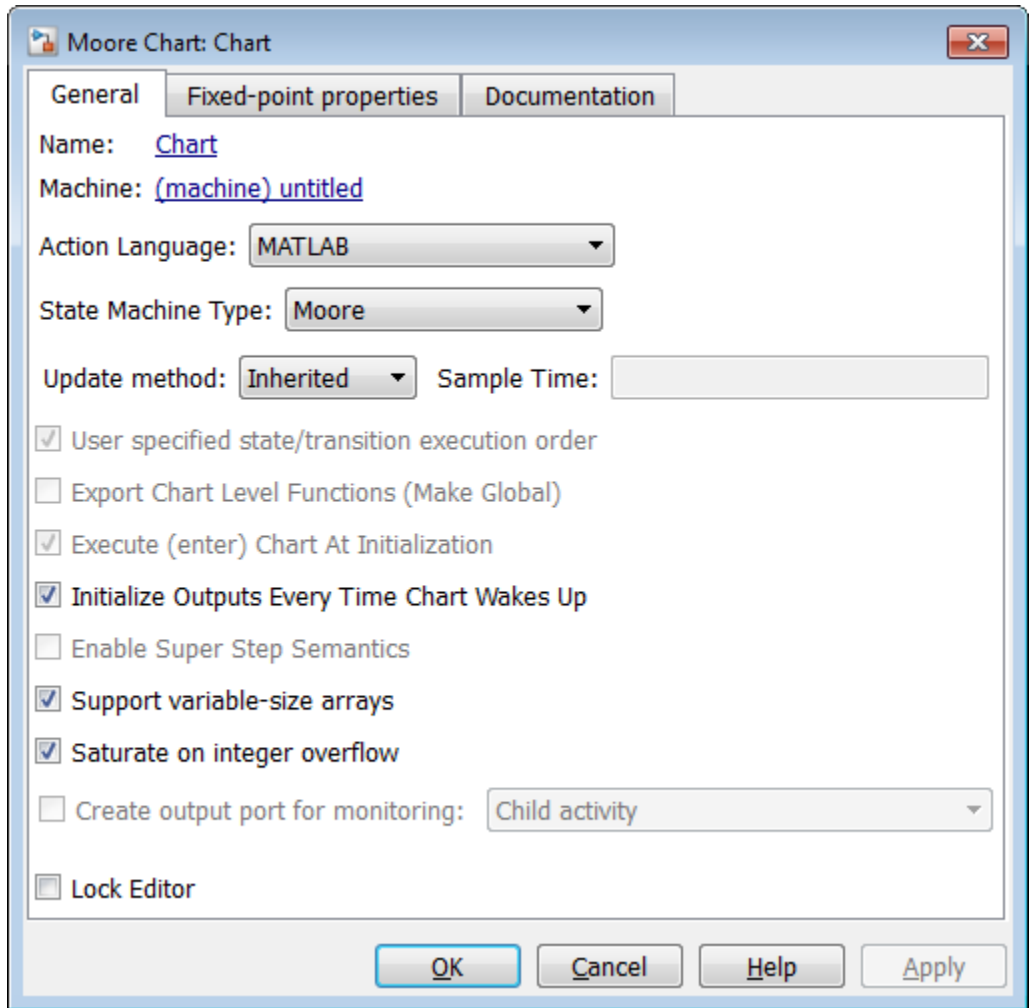 Moore Chart: Chart
General Fixed-point properties Documentation
Name: Chart
Machine: (machine) untitled
Action Language: MATLAB
State Machine Type: Moore
Update method: Inherited Sample Time:
User specified state/transition execution order
Export Chart Level Functions (Make Global)
Execute (enter) Chart At Initialization
Initialize Outputs Every Time Chart Wakes Up
Enable Super Step Semantics
Support variable-size arrays
Saturate on integer overflow
Create output port for monitoring: Child activity
Lock Editor
OK Cancel Help Apply